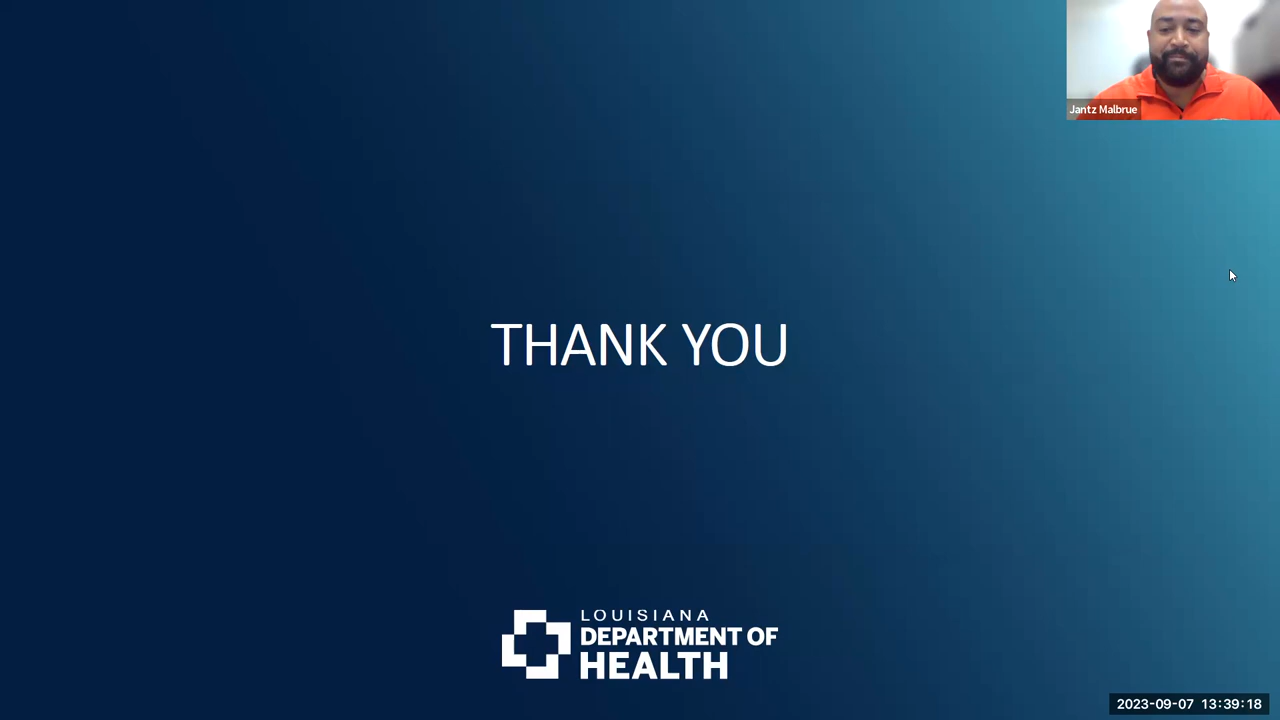 Jantz Malbrue
THANK YOU
LOUISIANA
DEPARTMENT OF
HEALTH
2023-09-07 13:39:18